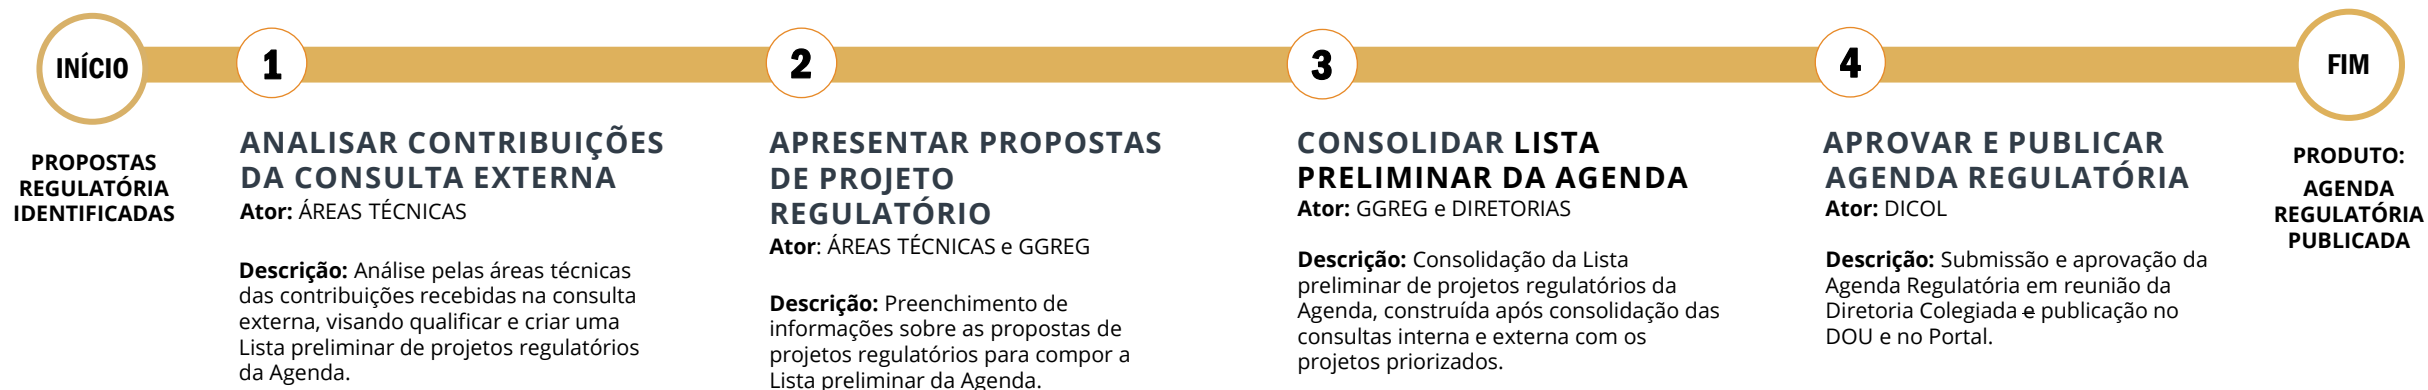 INÍCIO
PROPOSTAS
REGULATÓRIA
IDENTIFICADAS
1
ANALISAR CONTRIBUIÇÕES
DA CONSULTA EXTERNA
Ator: ÁREAS TÉCNICAS
Descrição: Análise pelas áreas técnicas
das contribuições recebidas na consulta
externa, visando qualificar e criar uma
Lista preliminar de projetos regulatórios
da Agenda.
2
APRESENTAR PROPOSTAS
DE PROJETO
REGULATÓRIO
Ator: ÁREAS TÉCNICAS e GGREG
Descrição: Preenchimento de
informações sobre as propostas de
projetos regulatórios para compor a
Lista preliminar da Agenda.
3
CONSOLIDAR LISTA
PRELIMINAR DA AGENDA
Ator: GGREG e DIRETORIAS
Descrição: Consolidação da Lista
preliminar de projetos regulatórios da
Agenda, construída após consolidação das
consultas interna e externa com os
projetos priorizados.
4
APROVAR E PUBLICAR
AGENDA REGULATÓRIA
Ator: DICOL
Descrição: Submissão e aprovação da
Agenda Regulatória em reunião da
Diretoria Colegiada e publicação no
DOU e no Portal.
FIM
PRODUTO:
AGENDA
REGULATÓRIA
PUBLICADA